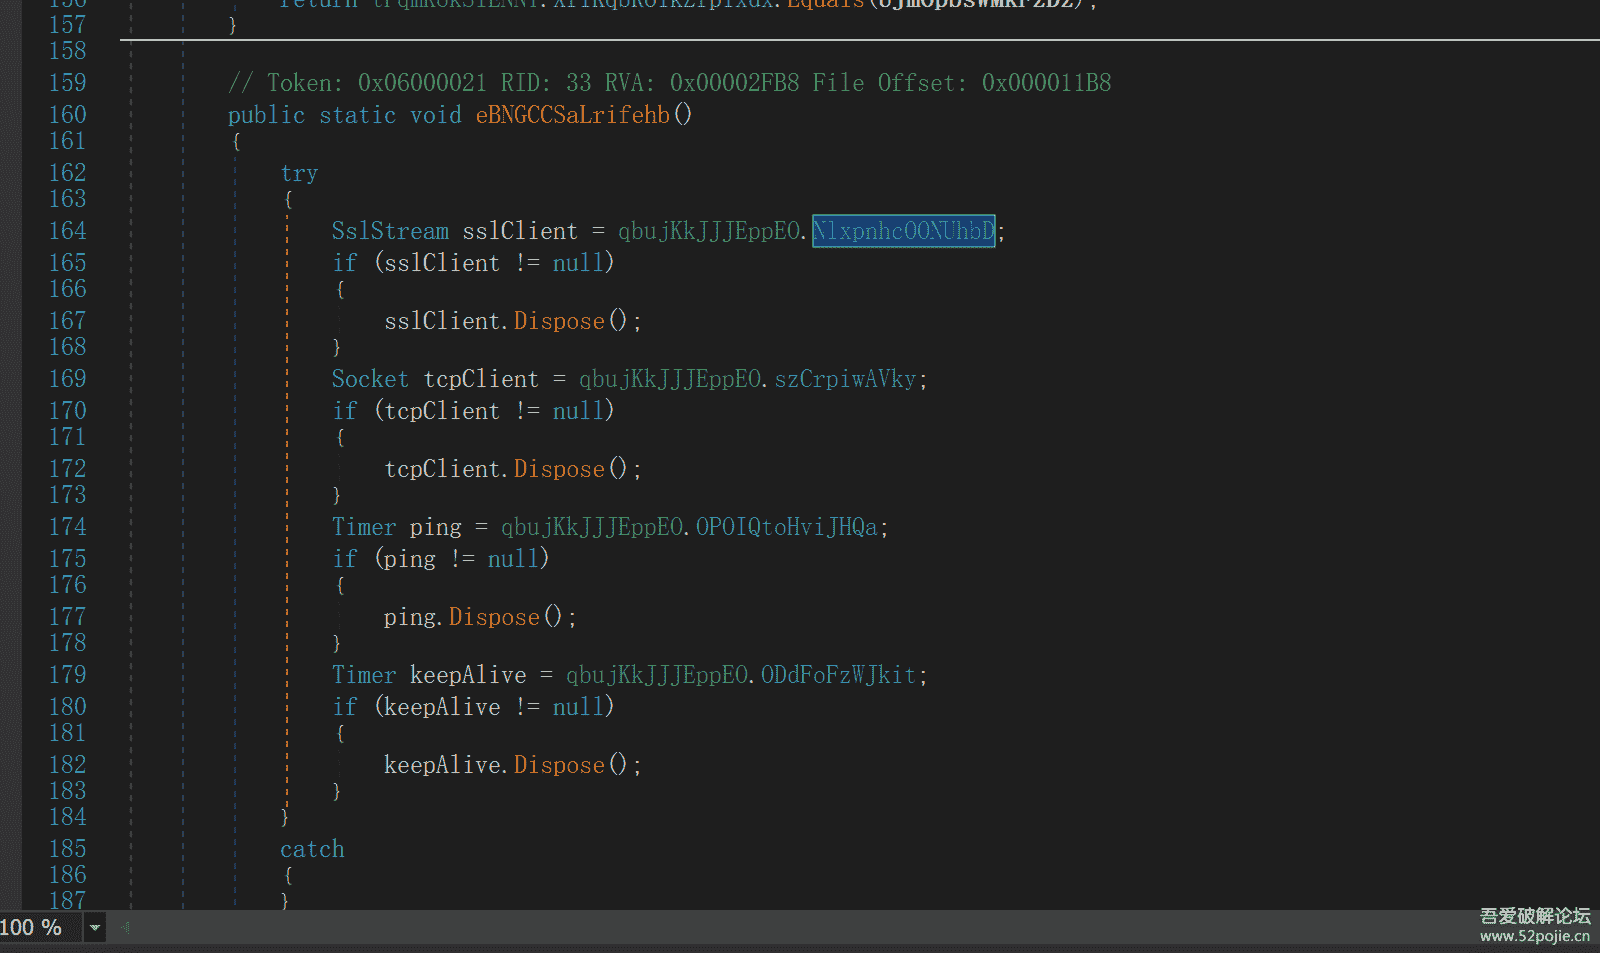 157 }
158
159 // Token: 0x06000021 RID: 33 RVA: 0x00002FB8 File Offset: 0x000011B8
160 public static void eBNGCCSaLrifehb()
161 {
162 try
163 {
164 SslStream sslClient = qbujKkJJJEppEO.NlxpnhcOONUhbD;
165 if (sslClient != null)
166 {
167 sslClient.Dispose();
168 }
169 Socket tcpClient = qbujKkJJJEppEO.szCrpiwAVky;
170 if (tcpClient != null)
171 {
172 tcpClient.Dispose();
173 }
174 Timer ping = qbujKkJJJEppEO.OPOIQtoHviJHQa;
175 if (ping != null)
176 {
177 ping.Dispose();
178 }
179 Timer keepAlive = qbujKkJJJEppEO.ODdFoFzWJkit;
180 if (keepAlive != null)
181 {
182 keepAlive.Dispose();
183 }
184 }
185 catch
186 {
187 }
100 %
吾爱破解论坛
www.52pojie.cn